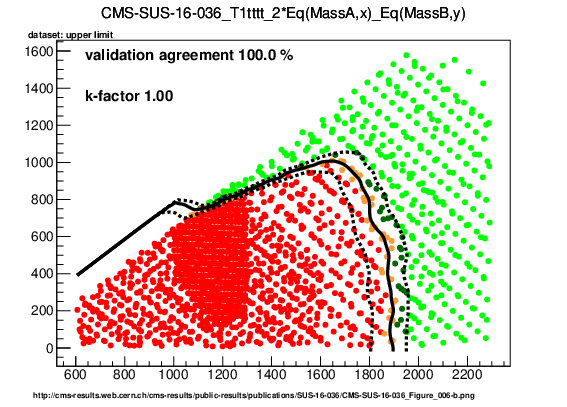 CMS-SUS-16-036_T1tttt_2*Eq(MassA,x)_Eq(MassB,y)
dataset: upper limit
validation agreement 100.0 %
k-factor 1.00
1600
1400
1200
1000
800
600
400
200
0
600 800 1000 1200 1400 1600 1800 2000 2200
http://cms-results.web.cern.ch/cms-results/public-results/publications/SUS-16-036/CMS-SUS-16-036_Figure_006-b.png